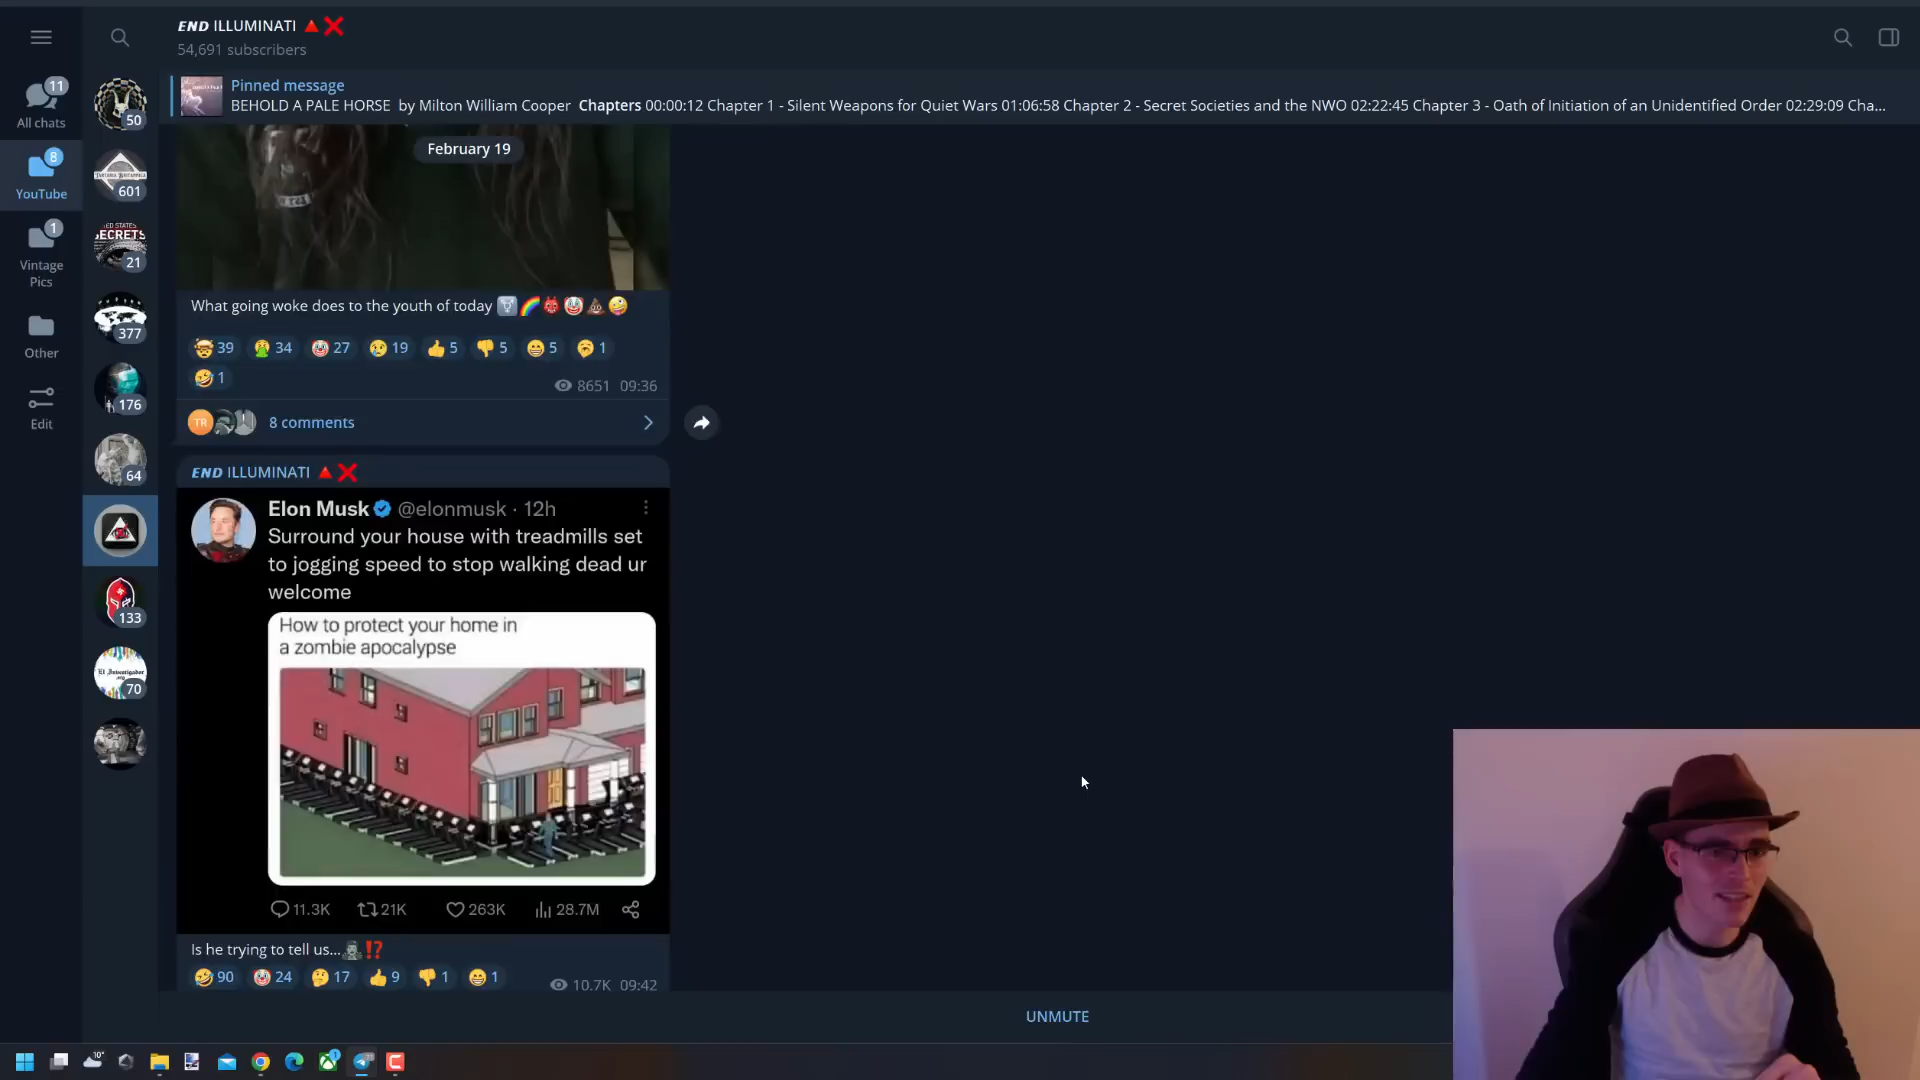 END ILLUMINATI 🔺❌
54,691 subscribers
Pinned message
BEHOLD A PALE HORSE by Milton William Cooper Chapters 00:00:12 Chapter 1 - Silent Weapons for Quiet Wars 01:06:58 Chapter 2 - Secret Societies and the NWO 02:22:45 Chapter 3 - Oath of Initiation of an Unidentified Order 02:29:09 Cha...
11
All chats
8
YouTube
1
Vintage
Pics
Other
Edit
50
601
ECRETS
21
377
176
64
133
El Investigador
70
February 19
What going woke does to the youth of today ⚧🌈👹🤡💩🤪
🤯 39 🤮 34 🤡 27 😢 19 👍 5 👎 5 😁 5 🥱 1
🤣 1
8651 09:36
TR
8 comments
END ILLUMINATI 🔺❌
Elon Musk @elonmusk · 12h
Surround your house with treadmills set
to jogging speed to stop walking dead ur
welcome
How to protect your home in
a zombie apocalypse
11.3K 21K 263K 28.7M
Is he trying to tell us...🧟⁉️
🤣 90 🤡 24 🤔 17 👍 9 👎 1 😁 1
10.7K 09:42
UNMUTE
10°